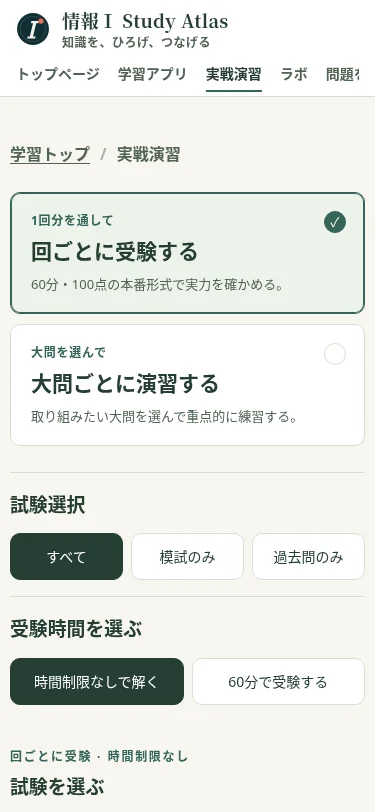 情報 I Study Atlas
知識を、ひろげ、つなげる
トップページ 学習アプリ 実戦演習 ラボ 問題を
学習トップ / 実戦演習
1回分を通して
回ごとに受験する
60分・100点の本番形式で実力を確かめる。
大問を選んで
大問ごとに演習する
取り組みたい大問を選んで重点的に練習する。
試験選択
すべて 模試のみ 過去問のみ
受験時間を選ぶ
時間制限なしで解く 60分で受験する
回ごとに受験 · 時間制限なし
試験を選ぶ